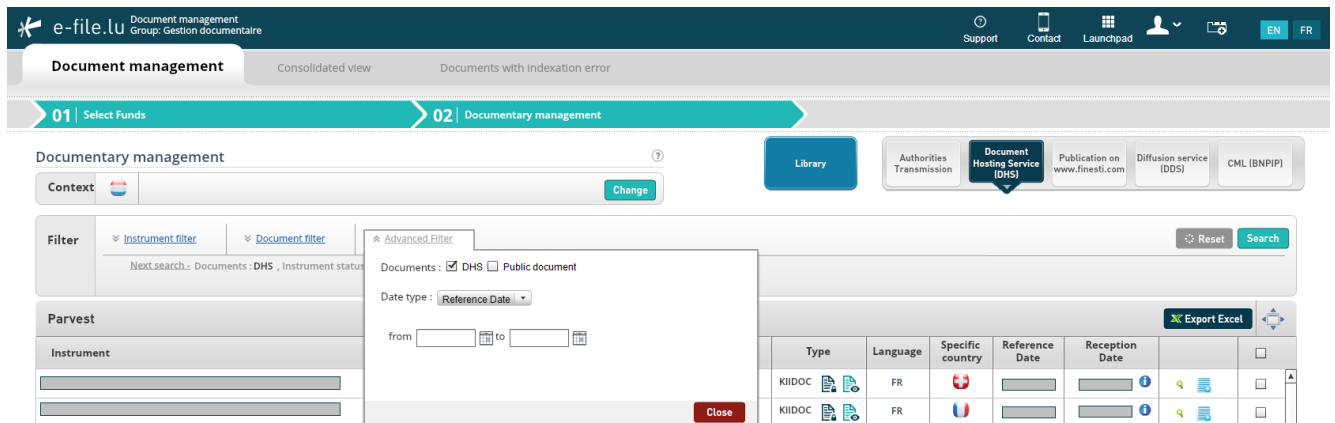 e-file.lu Document management
Group: Gestion documentaire
Support Contact Launchpad EN FR
Document management Consolidated view Documents with indexation error
01 Select Funds 02 Documentary management
Documentary management ?
Library
Authorities Transmission
Document Hosting Service (DHS)
Publication on www.finesti.com
Diffusion service (DDS)
CML (BNPIP)
Context Change
Filter Instrument filter Document filter Advanced Filter Reset Search
Next search - Documents : DHS , Instrument status
Documents : DHS Public document
Date type : Reference Date
from to
Close
Parvest Export Excel
Instrument Type Language Specific country Reference Date Reception Date
KIIDOC FR
KIIDOC FR